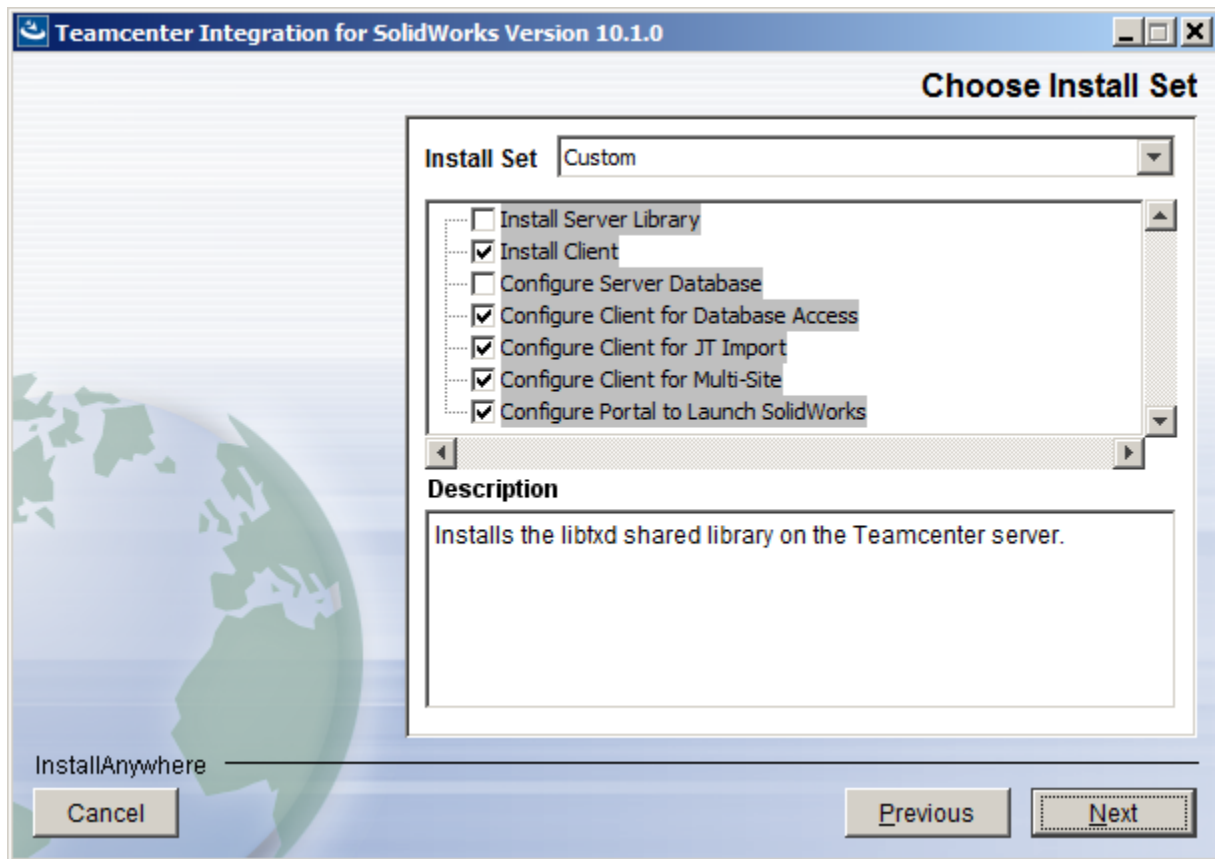 Teamcenter Integration for SolidWorks Version 10.1.0
Choose Install Set
Install Set Custom
Install Server Library
Install Client
Configure Server Database
Configure Client for Database Access
Configure Client for JT Import
Configure Client for Multi-Site
Configure Portal to Launch SolidWorks
Description
Installs the libtxd shared library on the Teamcenter server.
InstallAnywhere
Cancel Previous Next